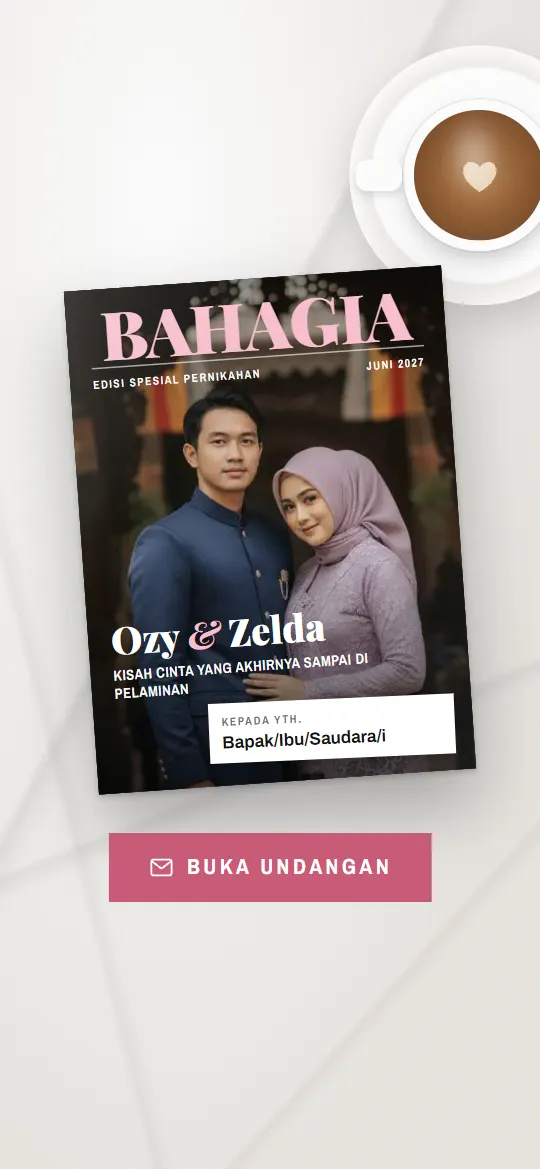 BAHAGIA
EDISI SPESIAL PERNIKAHAN
JUNI 2027
Ozy & Zelda
KISAH CINTA YANG AKHIRNYA SAMPAI DI
PELAMINAN
KEPADA YTH.
Bapak/Ibu/Saudara/i
BUKA UNDANGAN